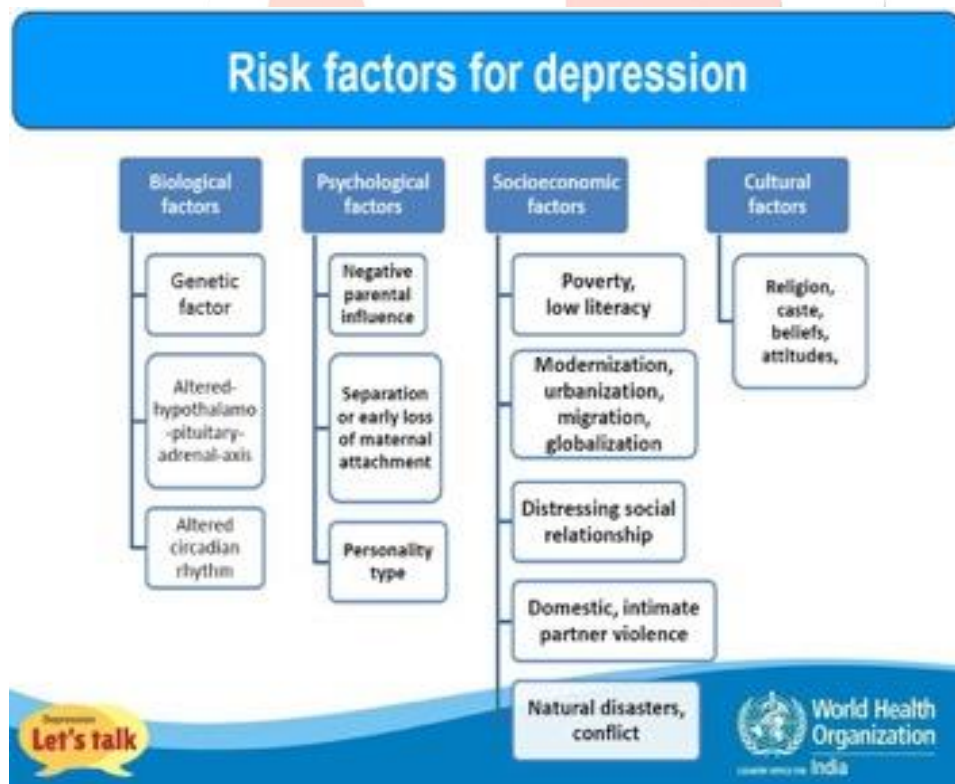 Risk factors for depression
Biological
factors
Genetic
factor
Altered-
hypothalamo
-pituitary-
adrenal-axis
Altered
circadian
rhythm
Psychological
factors
Negative
parental
influence
Separation
or early loss
of maternal
attachment
Personality
type
Socioeconomic
factors
Poverty,
low literacy
Modernization,
urbanization,
migration,
globalization
Distressing social
relationship
Domestic, intimate
partner violence
Natural disasters,
conflict
Cultural
factors
Religion,
caste,
beliefs,
attitudes,
Depression
Let's talk
World Health
Organization
India